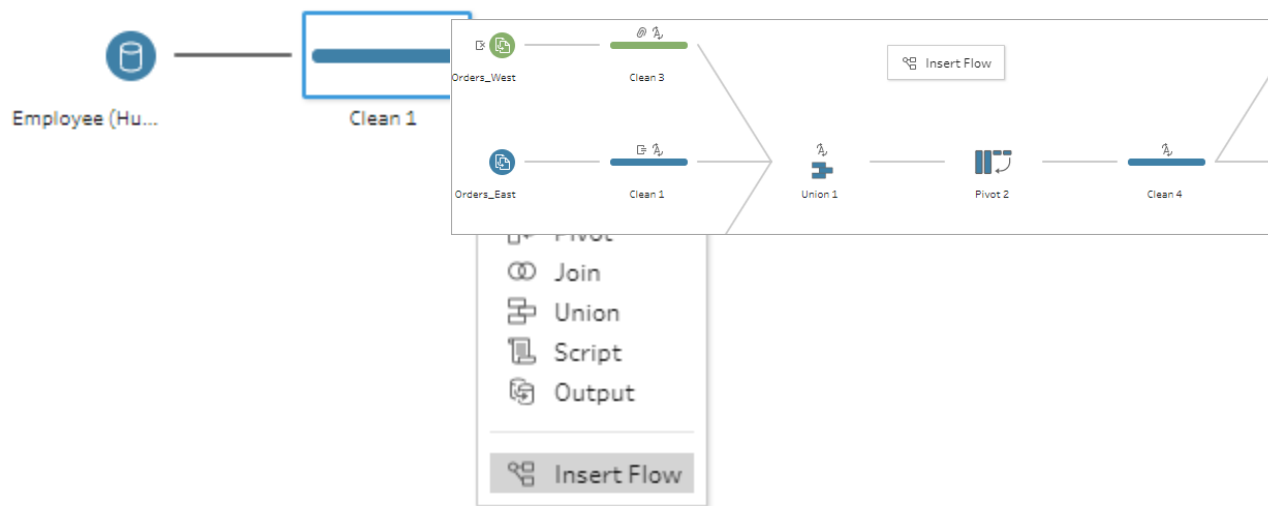 Employee (Hu...
Clean 1
Orders_West
Clean 3
Insert Flow
Orders_East
Clean 1
Union 1
Pivot 2
Clean 4
Pivot
Join
Union
Script
Output
Insert Flow